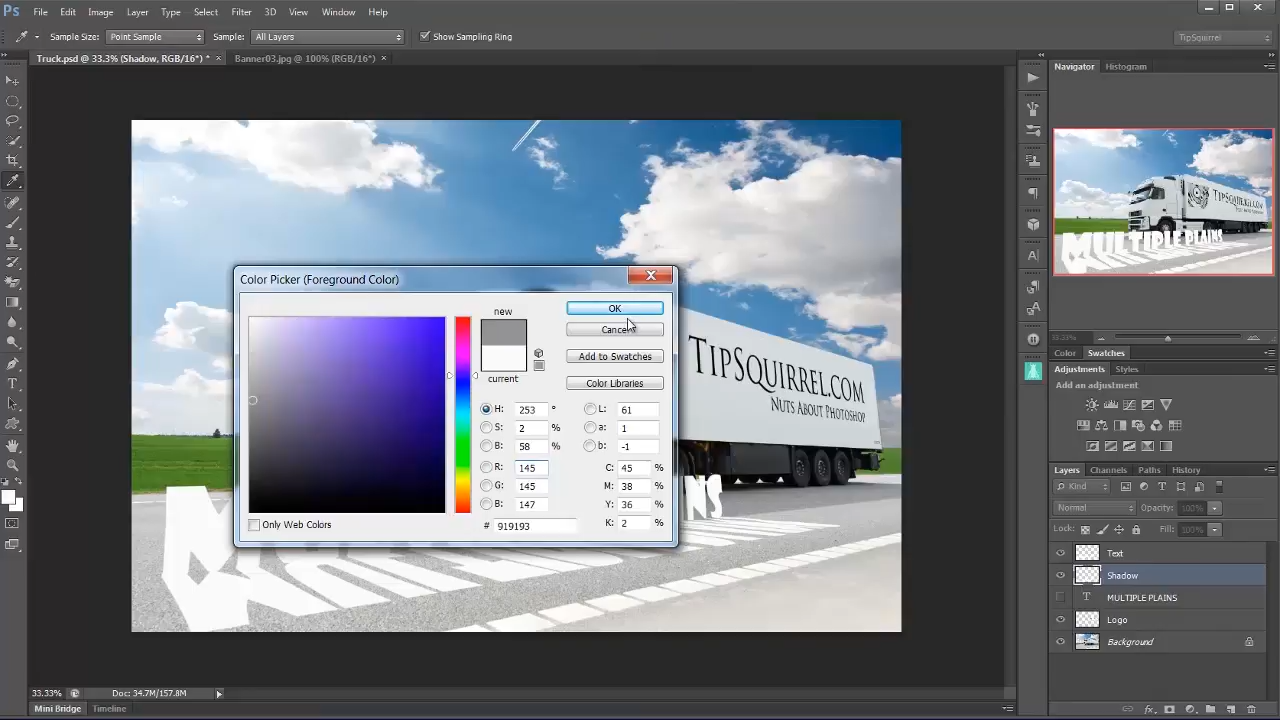 Ps File Edit Image Layer Type Select Filter 3D View Window Help
Sample Size: Point Sample Sample: All Layers Show Sampling Ring TipSquirrel
Truck.psd @ 33.3% (Shadow, RGB/16*) * × Banner03.jpg @ 100% (RGB/16*) ×
Navigator Histogram
TIPSQUIRREL.COM
MULTIPLE PLAINS
33.33%
Color Swatches
Adjustments Styles
Add an adjustment
Layers Channels Paths History
Kind
Normal Opacity: 100%
Lock: Fill: 100%
Text
Shadow
T MULTIPLE PLAINS
Logo
Background
Color Picker (Foreground Color)
new
current
OK
Cancel
Add to Swatches
Color Libraries
H: 253 °
S: 2 %
B: 58 %
R: 145
G: 145
B: 147
L: 61
a: 1
b: -1
C: 45 %
M: 38 %
Y: 36 %
K: 2 %
# 919193
Only Web Colors
TIPSQUIRREL.COM
NUTS ABOUT PHOTOSHOP
NS
33.33% Doc: 34.7M/157.8M
Mini Bridge Timeline